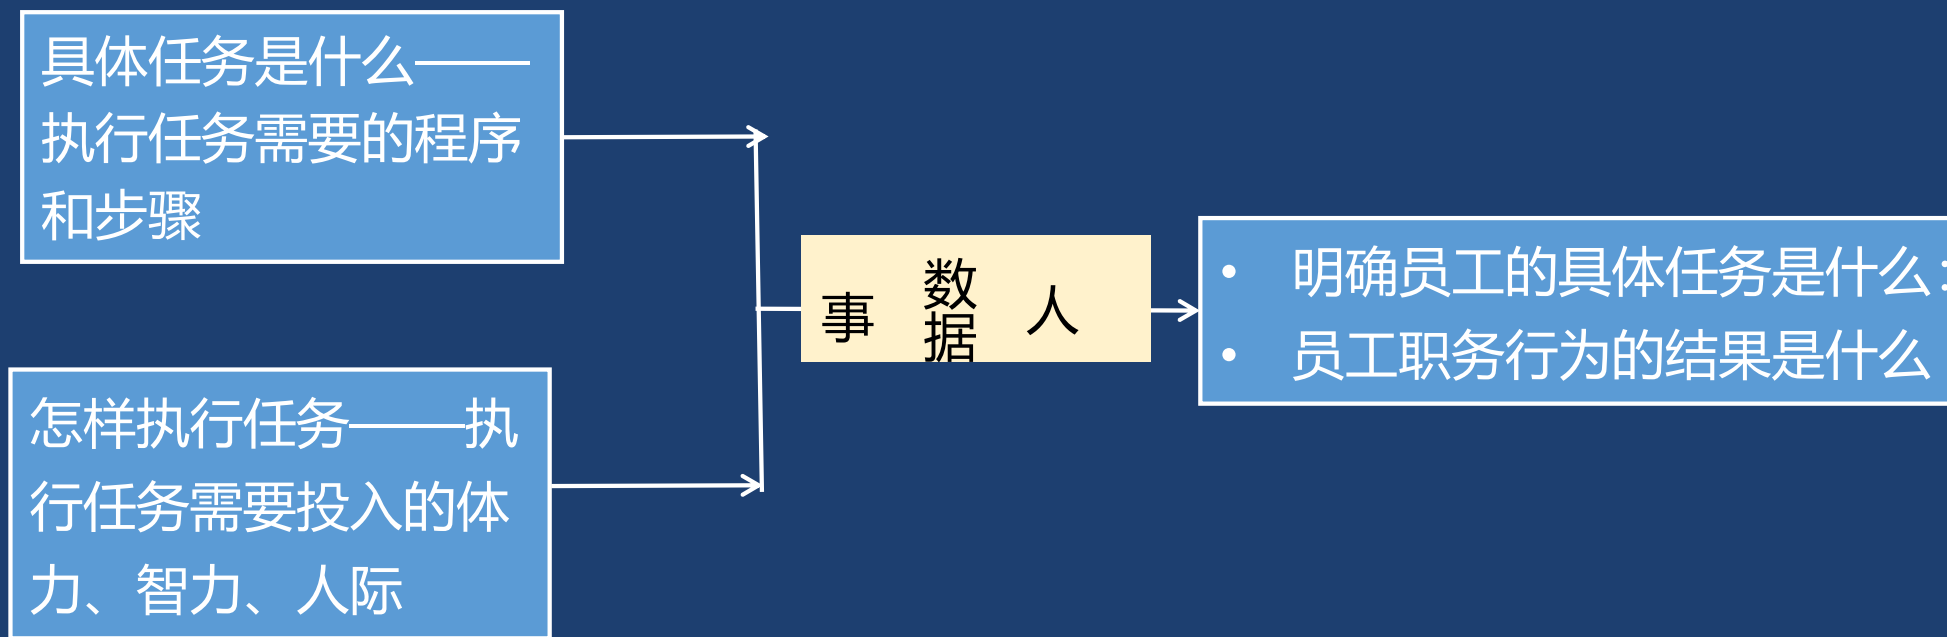 具体任务是什么——
执行任务需要的程序
和步骤
怎样执行任务——执
行任务需要投入的体
力、智力、人际
事
数
据
人
• 明确员工的具体任务是什么：
• 员工职务行为的结果是什么